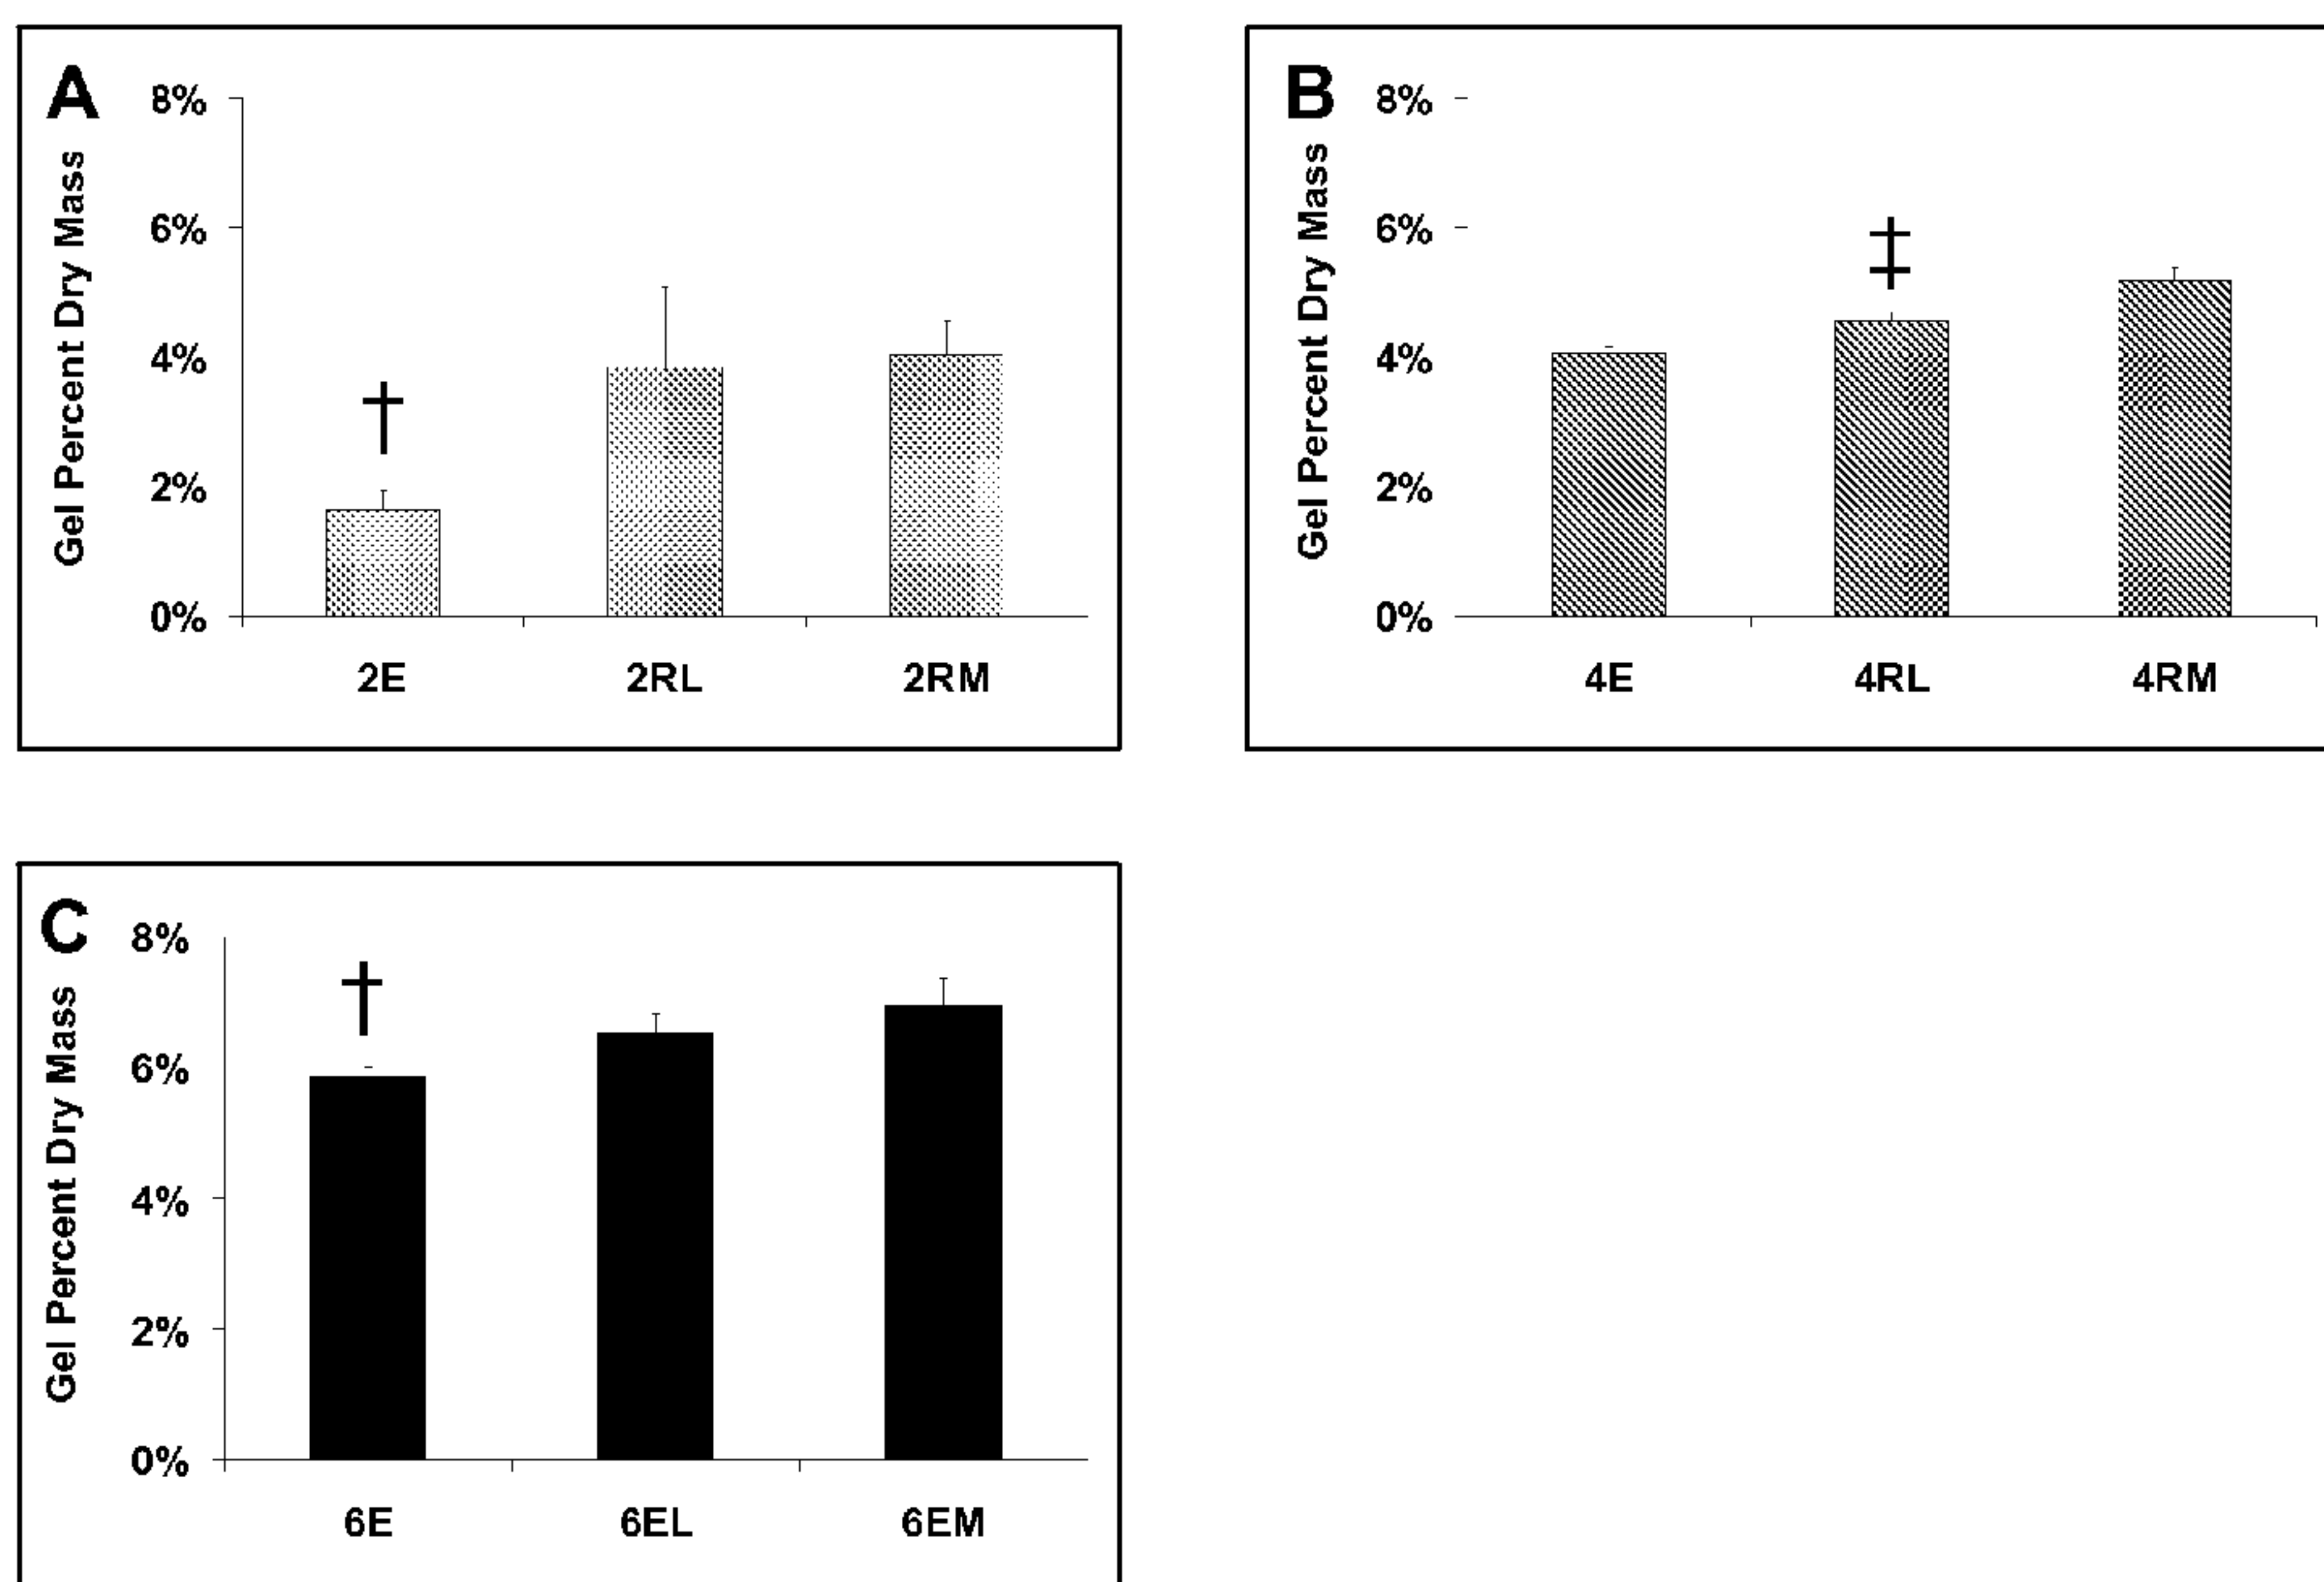 A
Gel Percent Dry Mass
8%
6%
4%
2%
0%
†
2E 2RL 2RM
B
Gel Percent Dry Mass
8%
6%
4%
2%
0%
‡
4E 4RL 4RM
C
Gel Percent Dry Mass
8%
6%
4%
2%
0%
†
6E 6EL 6EM